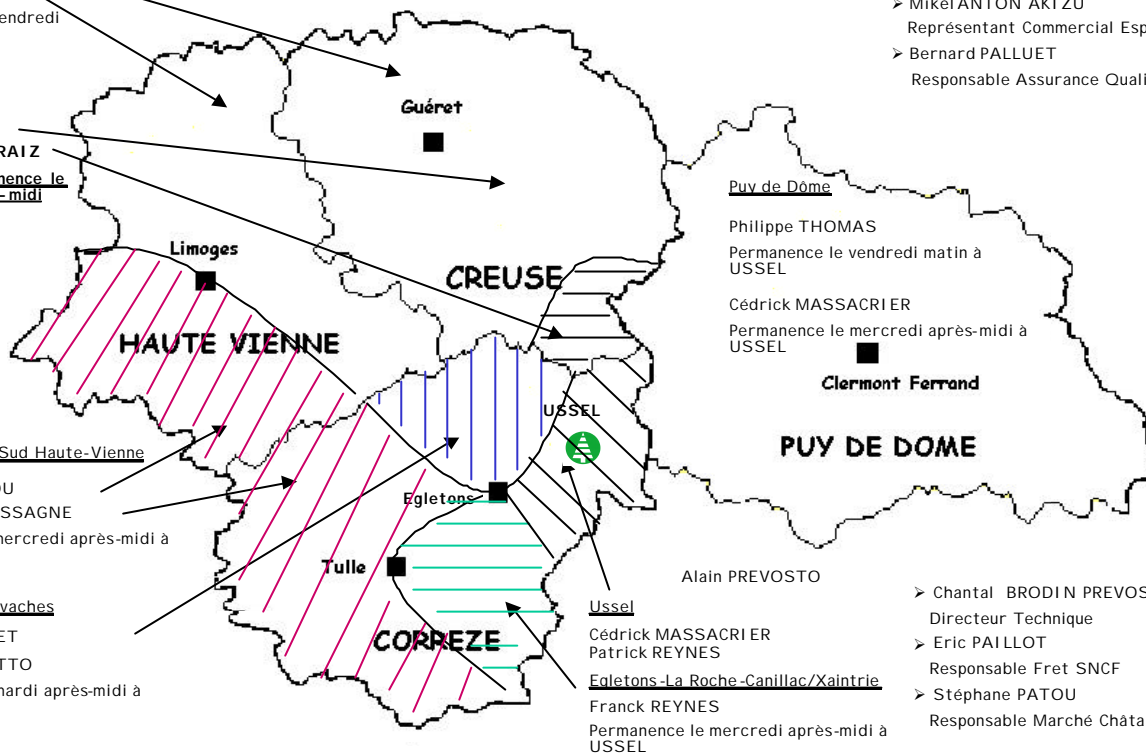 endredi
Mikel ANTON AKIZU
Représentant Commercial Esp
Bernard PALLUET
Responsable Assurance Quali
Guéret
RAIZ
nence le
-midi
Puy de Dôme
Philippe THOMAS
Permanence le vendredi matin à
USSEL
Cédrick MASSACRIER
Permanence le mercredi après-midi à
USSEL
Limoges
CREUSE
HAUTE VIENNE
Clermont Ferrand
USSEL
PUY DE DOME
Sud Haute-Vienne
OU
SSAGNE
mercredi après-midi à
Egletons
Tulle
CORREZE
vaches
ET
TTO
mardi après-midi à
Alain PREVOSTO
Ussel
Cédrick MASSACRIER
Patrick REYNES
Egletons-La Roche-Canillac/Xaintrie
Franck REYNES
Permanence le mercredi après-midi à
USSEL
Chantal BRODIN PREVOS
Directeur Technique
Eric PAILLOT
Responsable Fret SNCF
Stéphane PATOU
Responsable Marché Châta